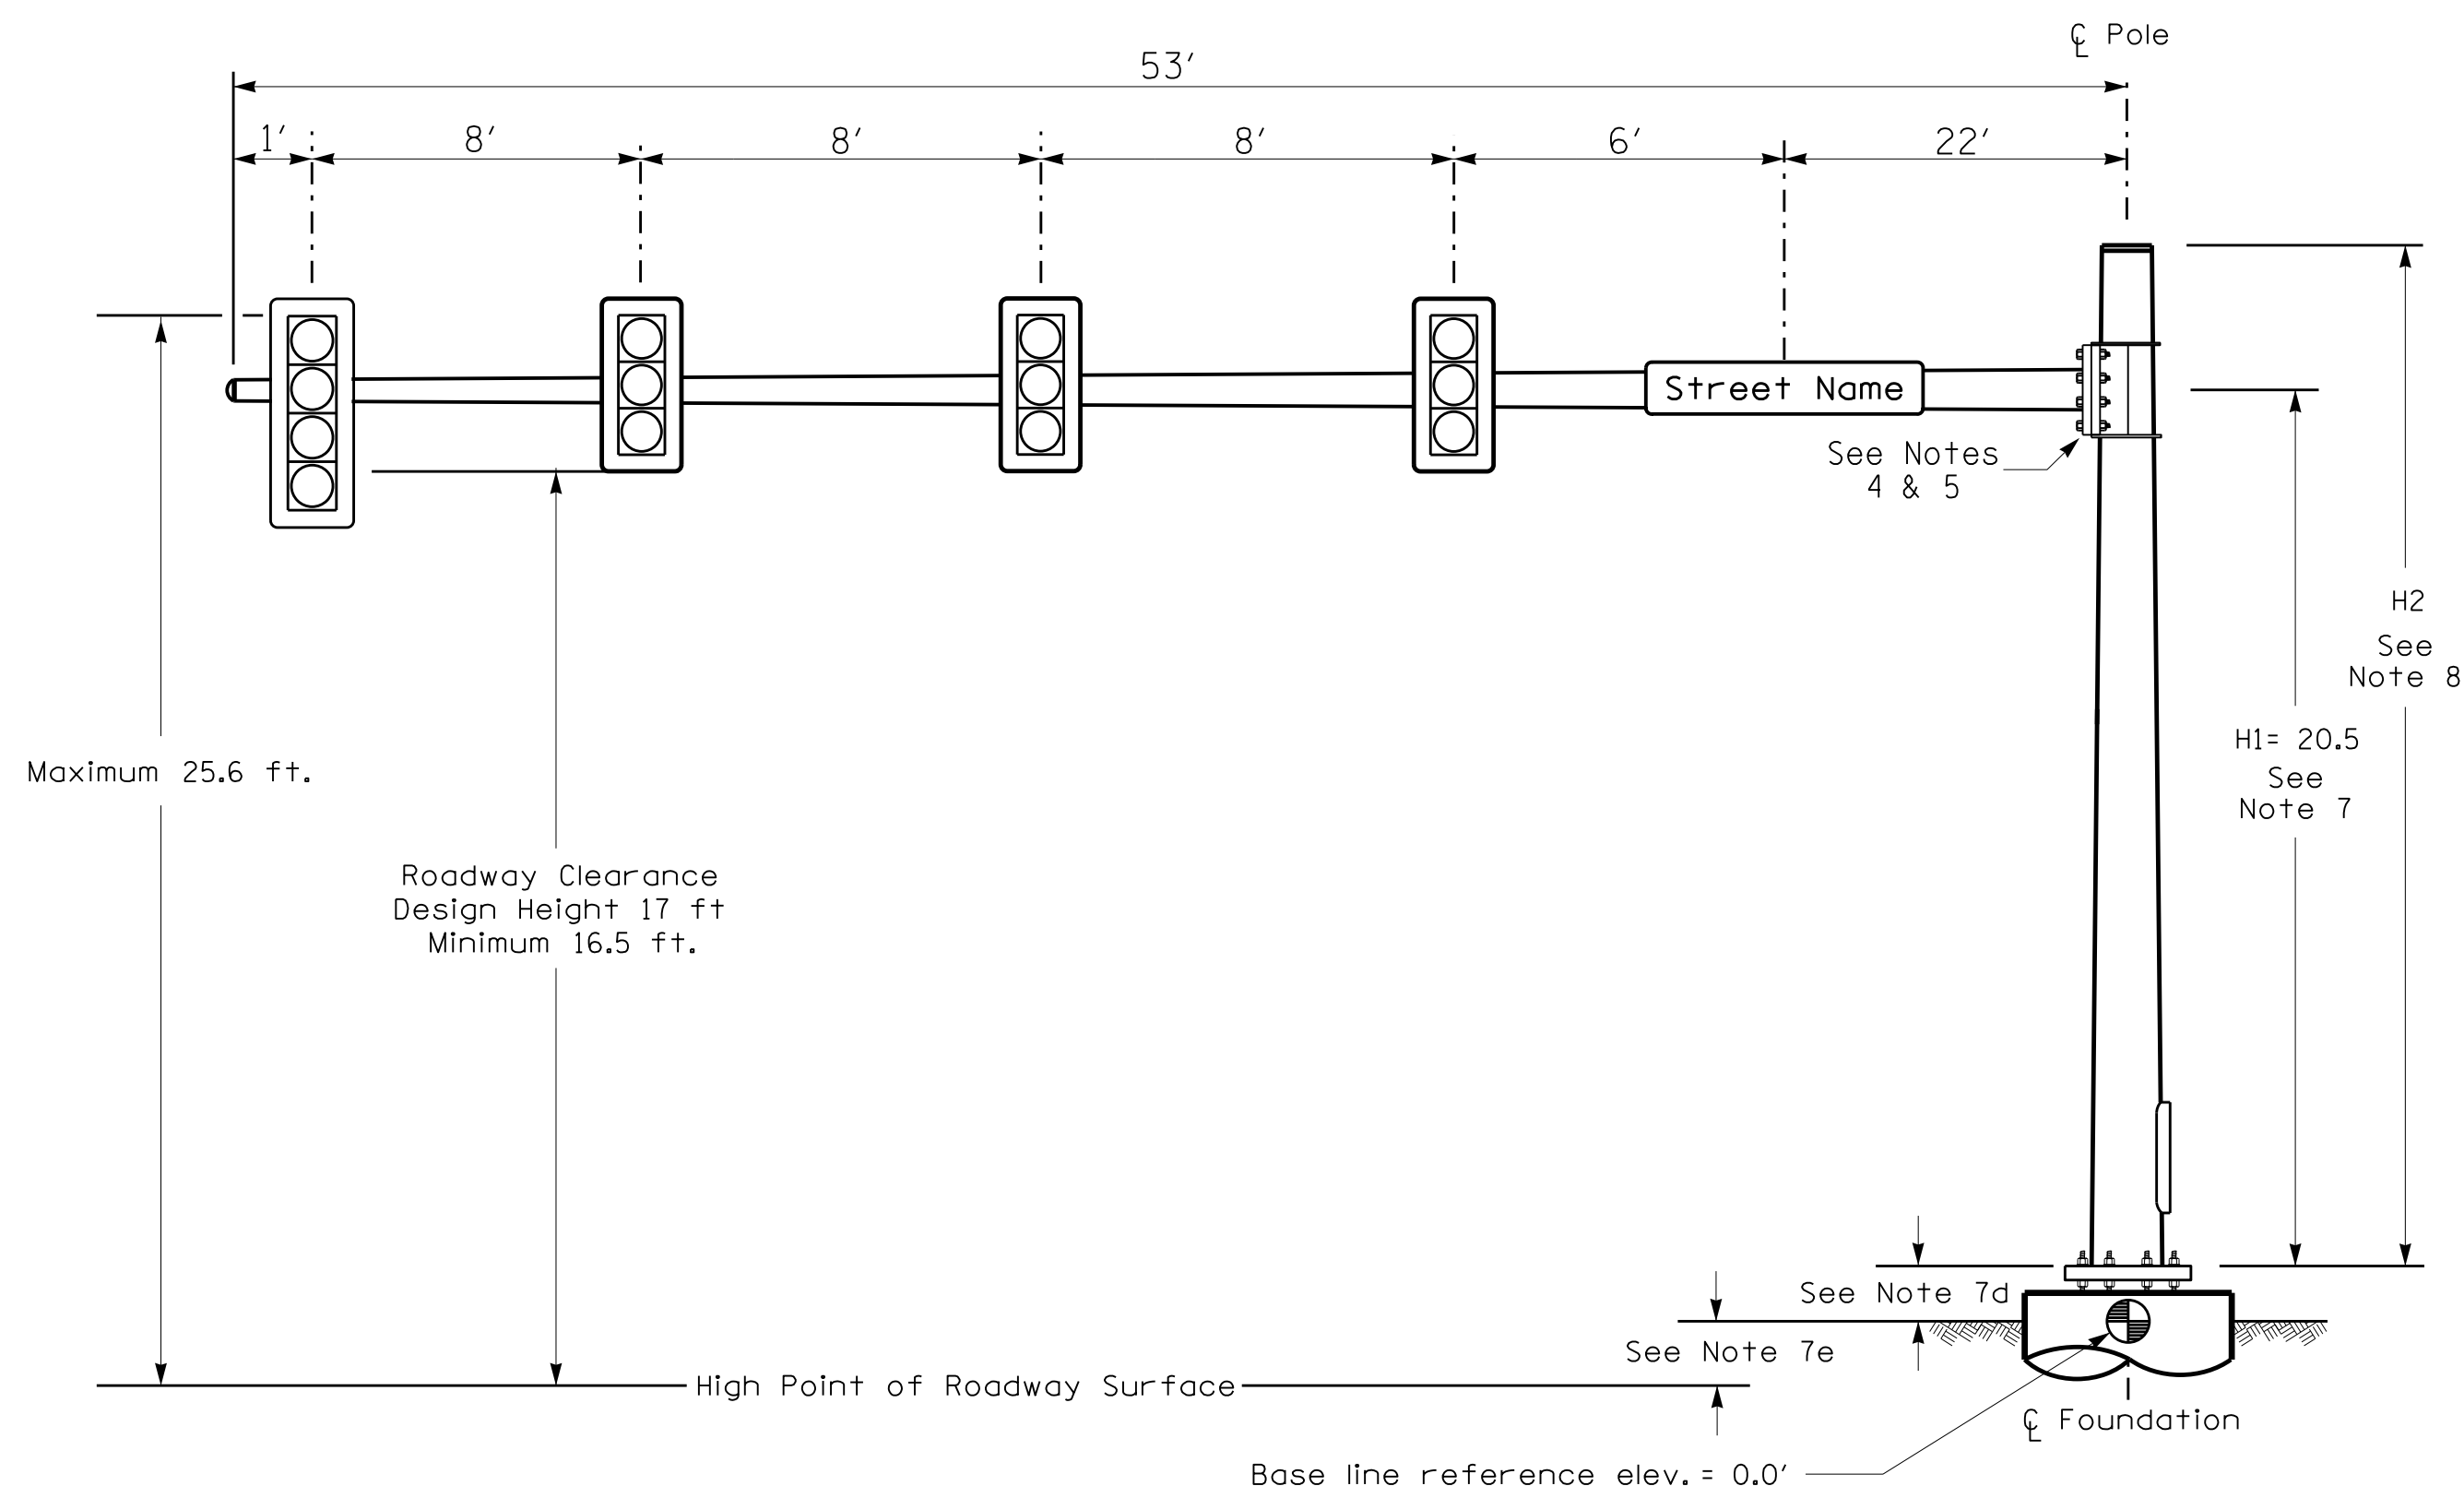 ℄ Pole
53'
1' 8' 8' 8' 6' 22'
Street Name
See Notes
4 & 5
H2
See
Note 8
H1= 20.5
See
Note 7
Maximum 25.6 ft.
Roadway Clearance
Design Height 17 ft
Minimum 16.5 ft.
See Note 7d
See Note 7e
High Point of Roadway Surface
℄ Foundation
Base line reference elev.= 0.0'